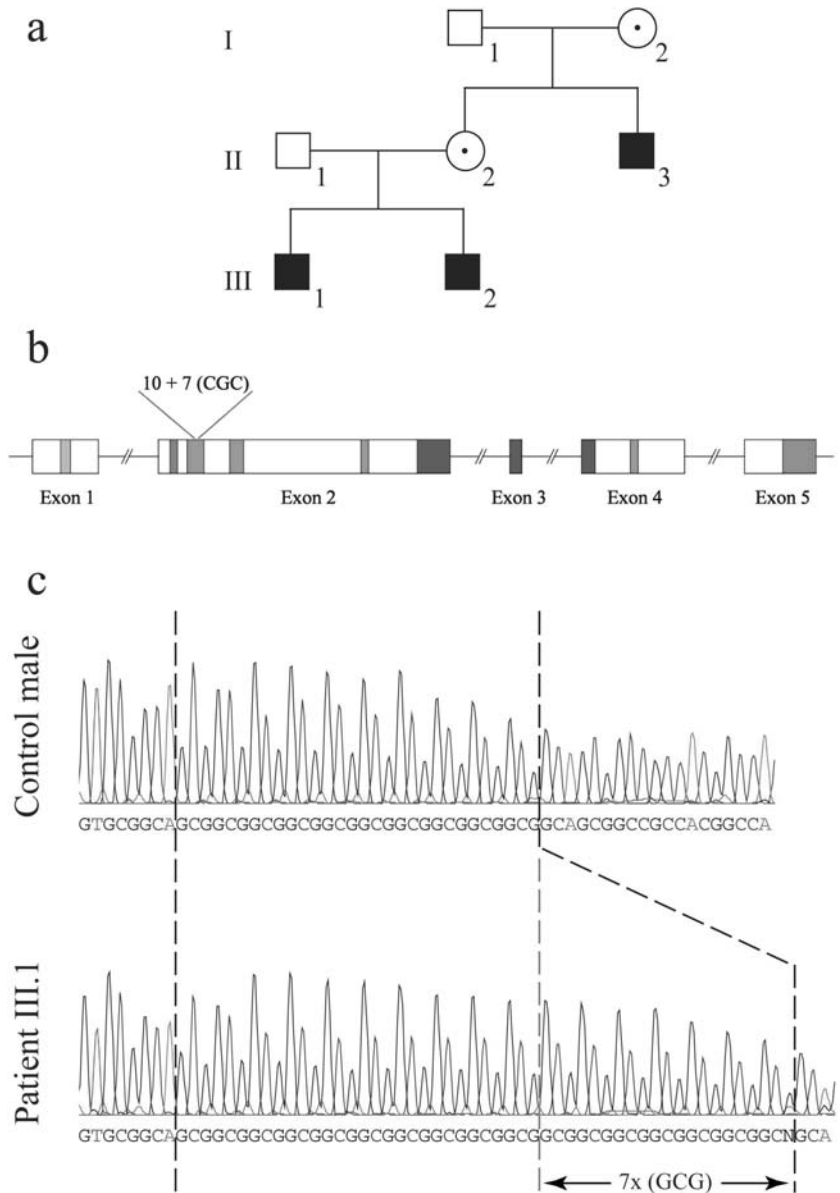 a
I
1
2
II
1
2
3
III
1
2
b
10 + 7 (CGC)
Exon 1
Exon 2
Exon 3
Exon 4
Exon 5
c
Control male
GTGCGGCAGCGGCGGCGGCGGCGGCGGCGGCGGCGGCGGCAGCGGCCGCCACGGCCA
Patient III.1
GTGCGGCAGCGGCGGCGGCGGCGGCGGCGGCGGCGGCGGCGGCGGCGGCGGCGGCGGCNGCA
7x (GCG)